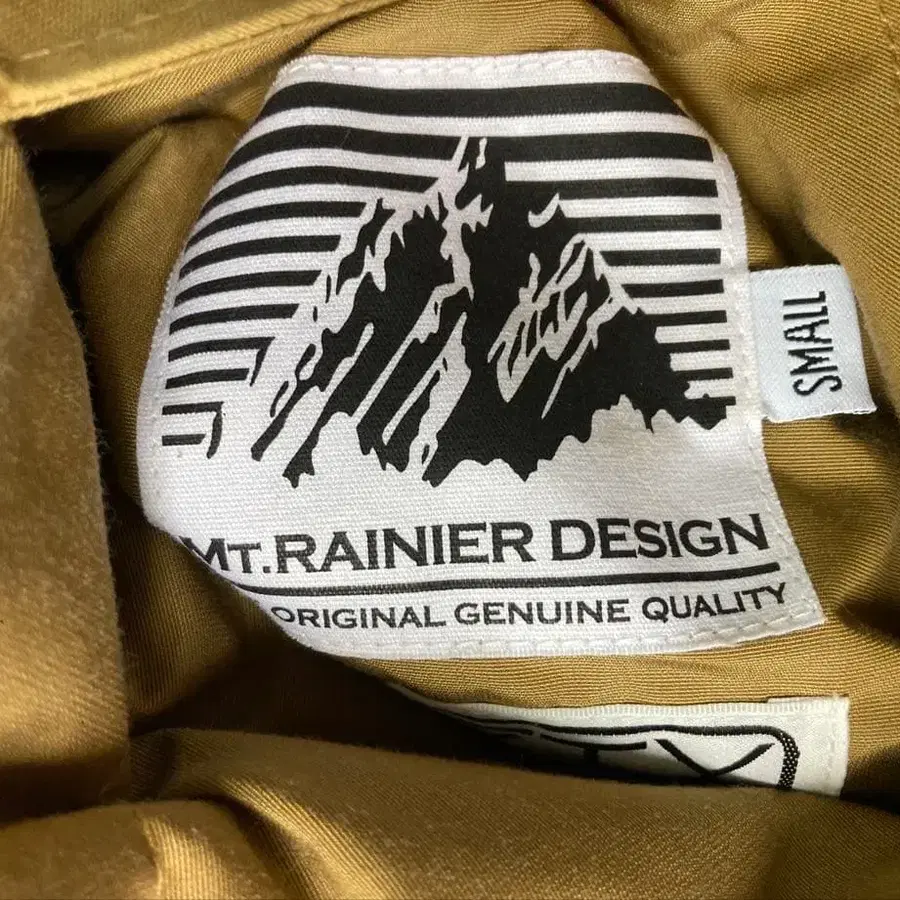 SMALL
Mt.RAINIER DESIGN
ORIGINAL GENUINE QUALITY